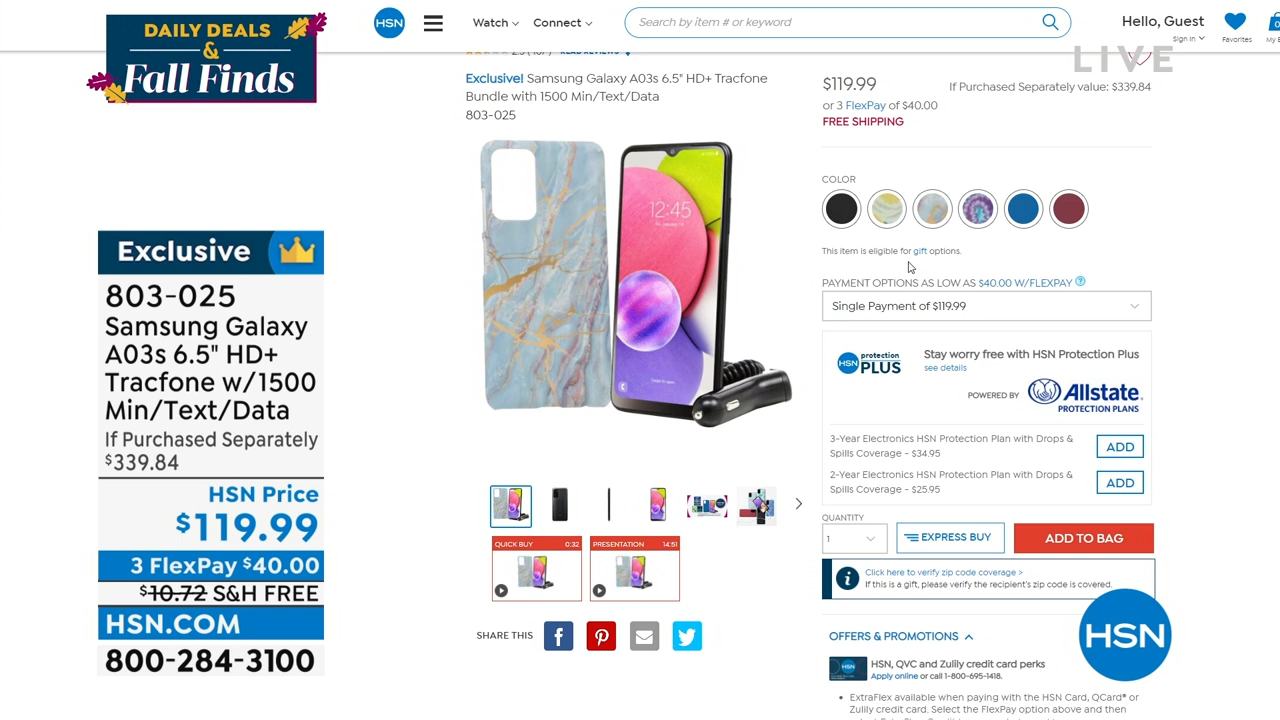 DAILY DEALS
&
Fall Finds
HSN
Watch
Connect
Search by item # or keyword
Hello, Guest
Sign In
Favorites
LIVE
READ REVIEWS
Exclusive! Samsung Galaxy A03s 6.5" HD+ Tracfone
Bundle with 1500 Min/Text/Data
803-025
$119.99
If Purchased Separately value: $339.84
or 3 FlexPay of $40.00
FREE SHIPPING
COLOR
This item is eligible for gift options.
PAYMENT OPTIONS AS LOW AS $40.00 W/FLEXPAY
Single Payment of $119.99
HSN protection PLUS
Stay worry free with HSN Protection Plus
see details
POWERED BY
Allstate.
PROTECTION PLANS
3-Year Electronics HSN Protection Plan with Drops &
Spills Coverage - $34.95
ADD
2-Year Electronics HSN Protection Plan with Drops &
Spills Coverage - $25.95
ADD
QUANTITY
1
EXPRESS BUY
ADD TO BAG
Click here to verify zip code coverage >
If this is a gift, please verify the recipient's zip code is covered.
OFFERS & PROMOTIONS
HSN, QVC and Zulily credit card perks
Apply online or call 1-800-695-1418.
• ExtraFlex available when paying with the HSN Card, QCard® or
Zulily credit card. Select the FlexPay option above and then
HSN
12:45
QUICK BUY 0:32
PRESENTATION 14:51
SHARE THIS
Exclusive
803-025
Samsung Galaxy
A03s 6.5" HD+
Tracfone w/1500
Min/Text/Data
If Purchased Separately
$339.84
HSN Price
$119.99
3 FlexPay $40.00
$10.72 S&H FREE
HSN.COM
800-284-3100